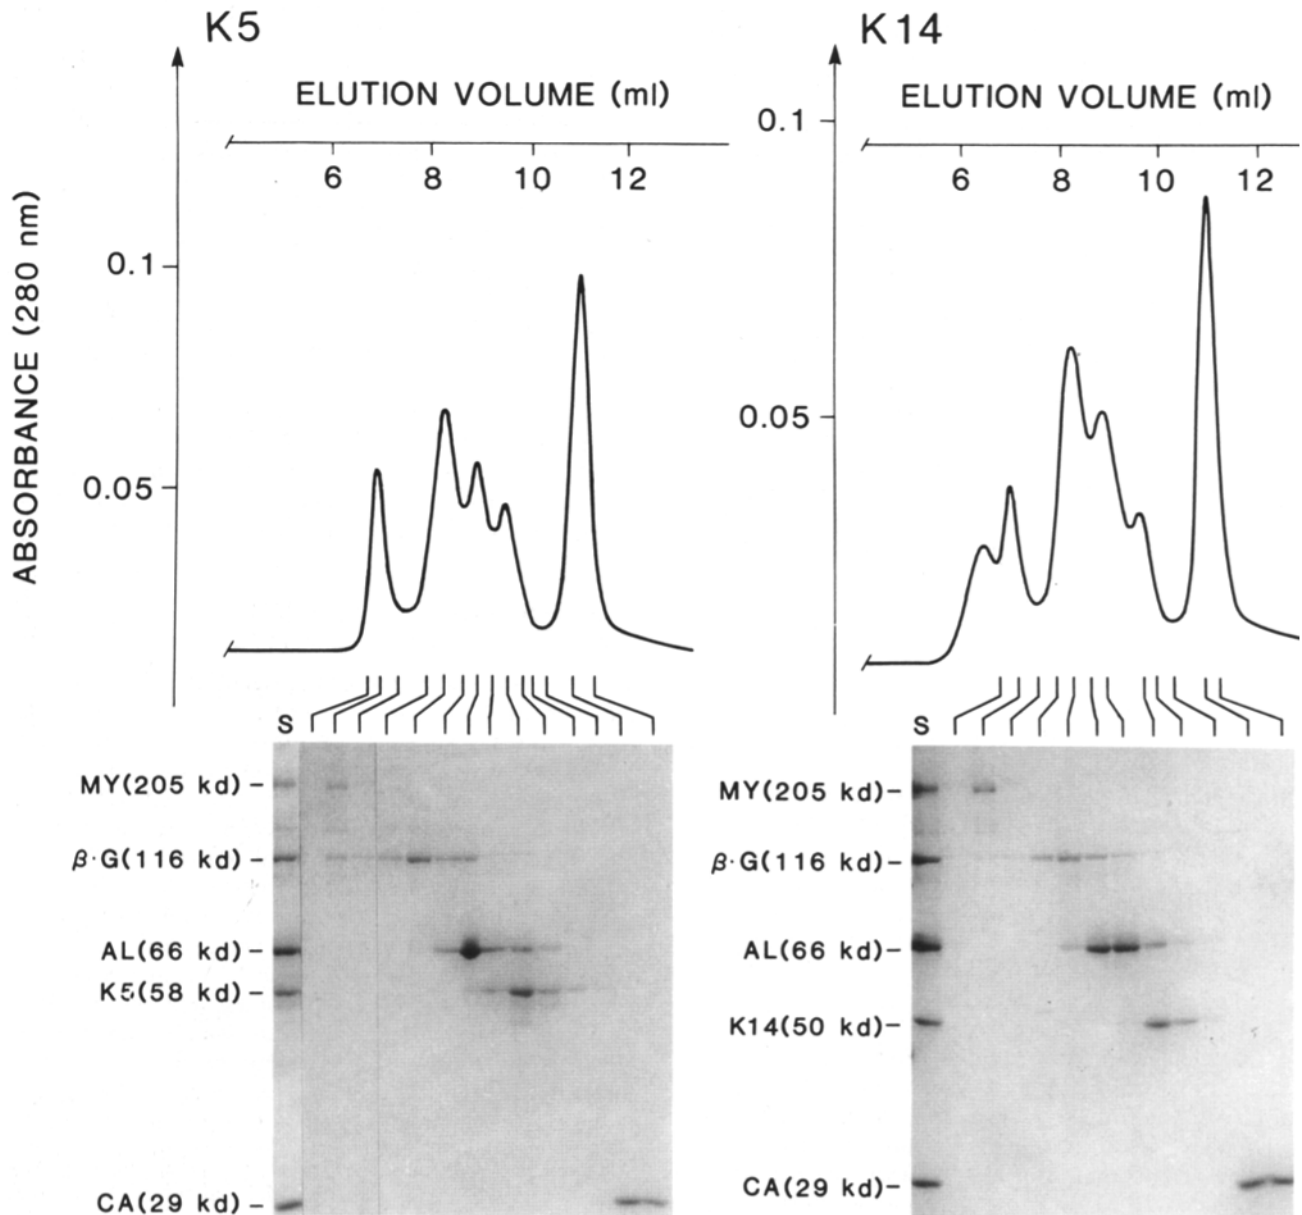 K5
K14
ELUTION VOLUME (ml)
ELUTION VOLUME (ml)
6 8 10 12
6 8 10 12
ABSORBANCE (280 nm)
0.1
0.05
0.1
0.05
S
MY(205 kd)
β·G(116 kd)
AL(66 kd)
K5(58 kd)
CA(29 kd)
S
MY(205 kd)
β·G(116 kd)
AL(66 kd)
K14(50 kd)
CA(29 kd)